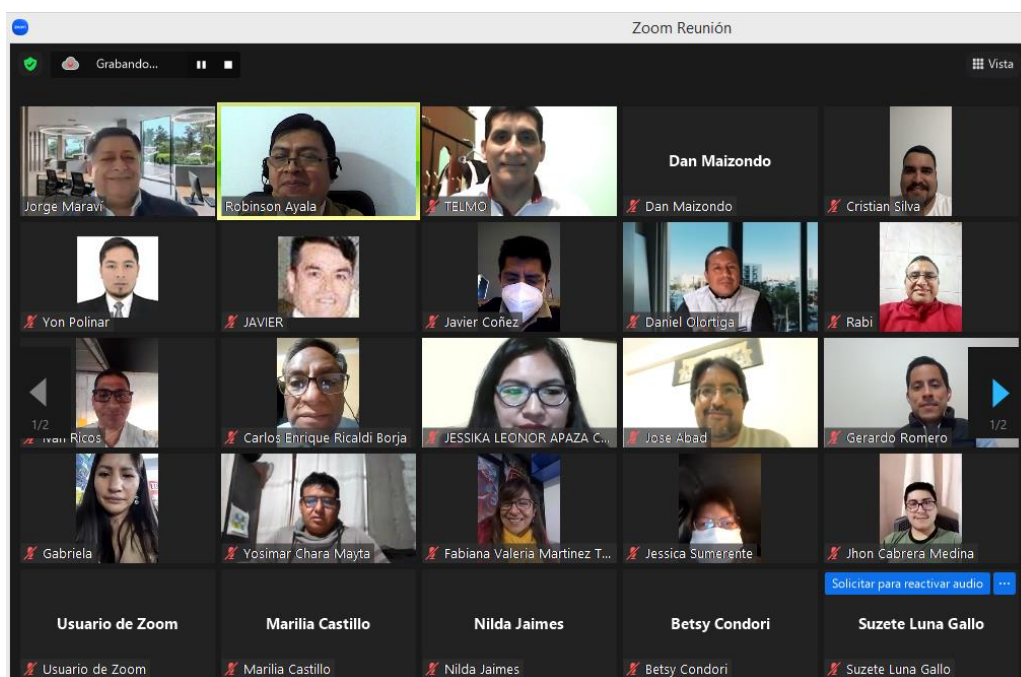 zoom
Zoom Reunión
Grabando...
Vista
Jorge Maraví
Robinson Ayala
TELMO
Dan Maizondo
Dan Maizondo
Cristian Silva
Yon Polinar
JAVIER
Javier Coñez
Daniel Olortiga
Rabi
1/2
Ivan Ricos
Carlos Enrique Ricaldi Borja
JESSIKA LEONOR APAZA C...
Jose Abad
Gerardo Romero
1/2
Gabriela
Yosimar Chara Mayta
Fabiana Valeria Martinez T...
Jessica Sumerente
Jhon Cabrera Medina
Solicitar para reactivar audio ...
Usuario de Zoom
Marilia Castillo
Nilda Jaimes
Betsy Condori
Suzete Luna Gallo
Usuario de Zoom
Marilia Castillo
Nilda Jaimes
Betsy Condori
Suzete Luna Gallo